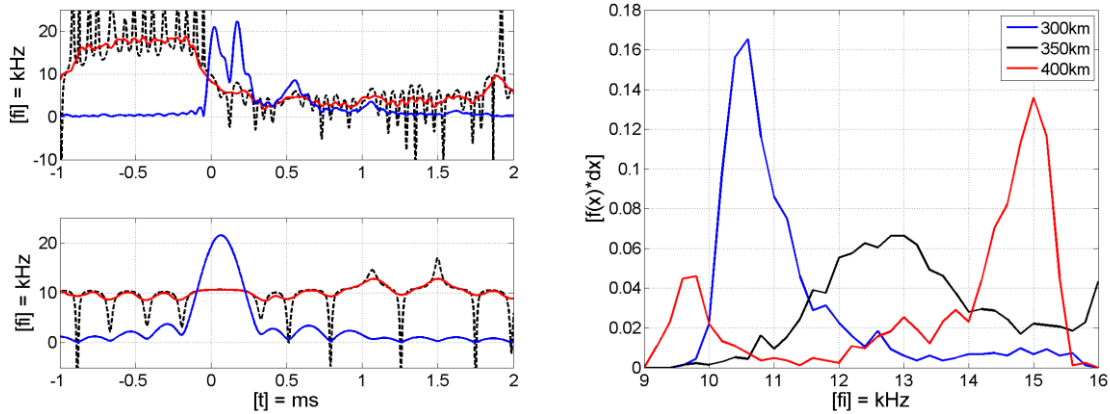 [fi] = kHz
20
10
0
-10
-1 -0.5 0 0.5 1 1.5 2
[fi] = kHz
20
10
0
-1 -0.5 0 0.5 1 1.5 2
[t] = ms
[f(x)*dx]
0.18
0.16
0.14
0.12
0.10
0.08
0.06
0.04
0.02
0
9 10 11 12 13 14 15 16
[fi] = kHz
300km
350km
400km